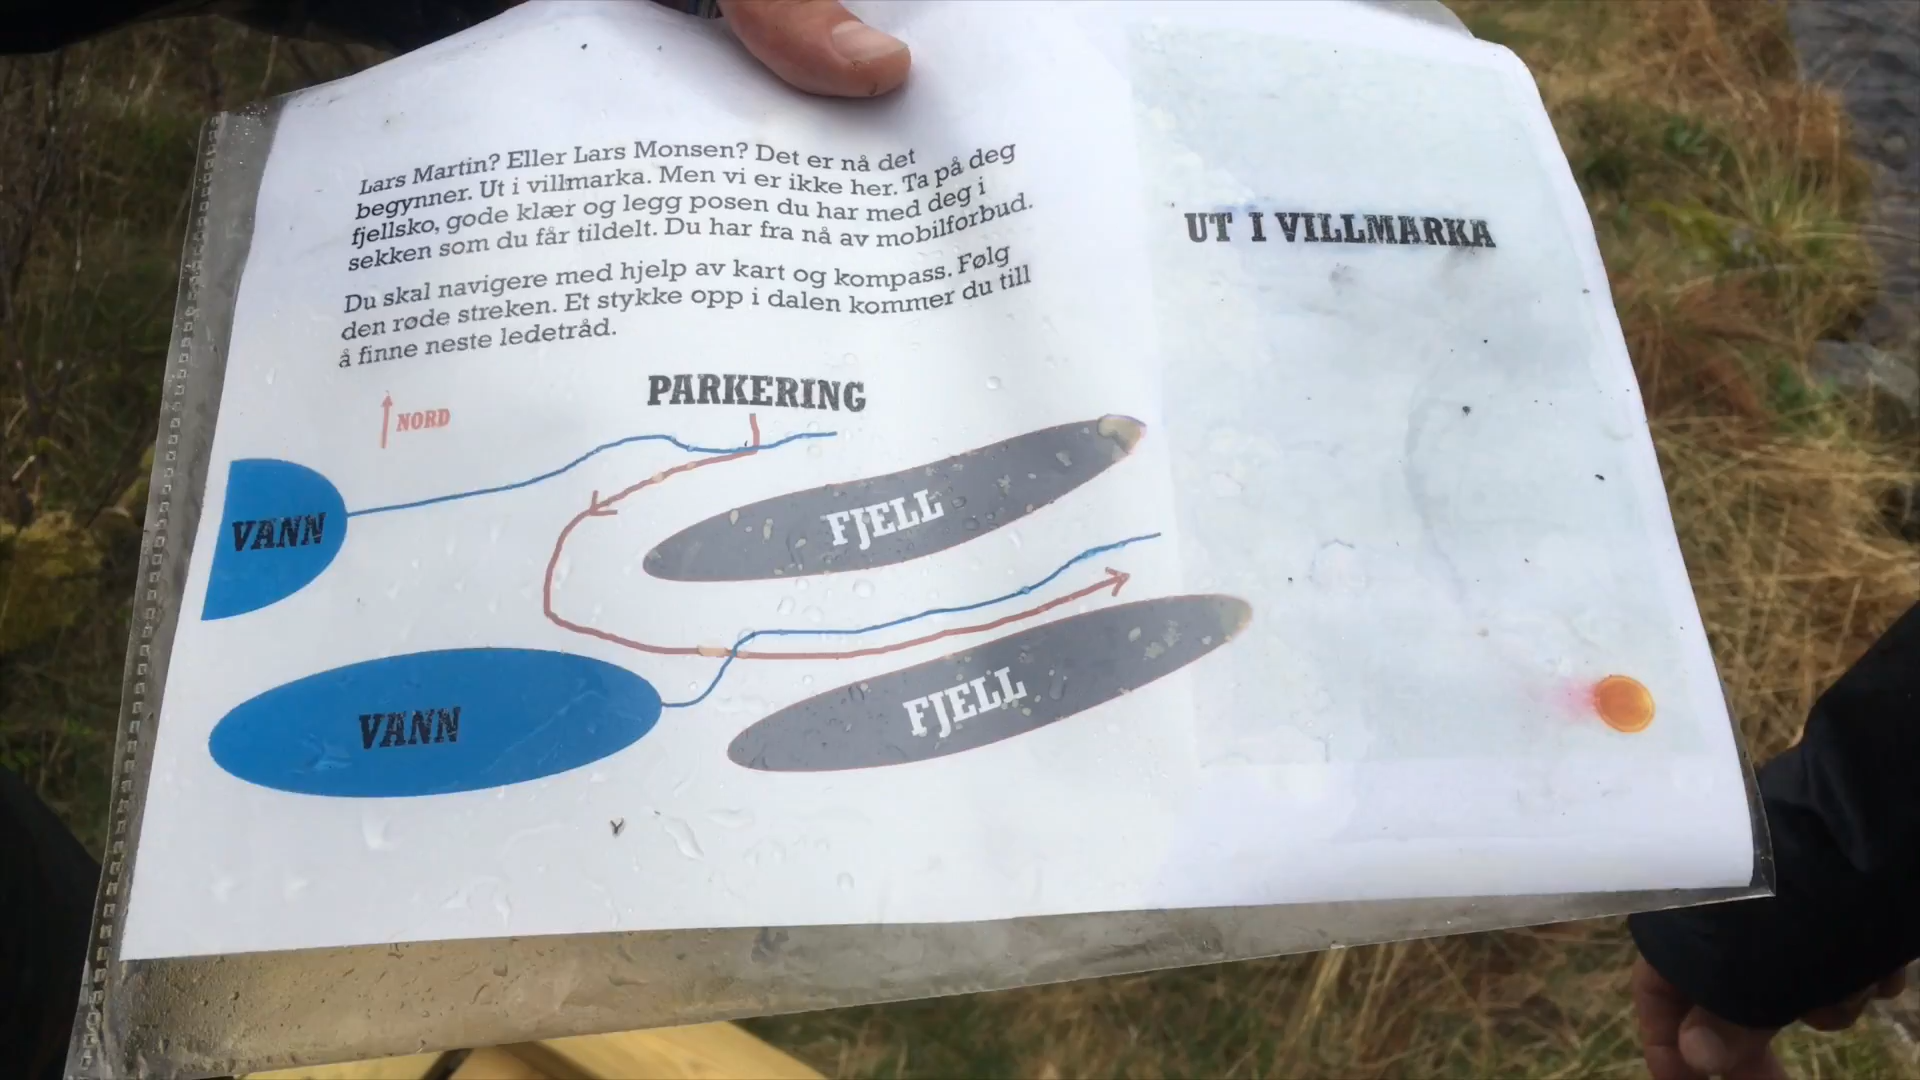 Lars Martin? Eller Lars Monsen? Det er nå det
begynner. Ut i villmarka. Men vi er ikke her. Ta på deg
fjellsko, gode klær og legg posen du har med deg i
sekken som du får tildelt. Du har fra nå av mobilforbud.
Du skal navigere med hjelp av kart og kompass. Følg
den røde streken. Et stykke opp i dalen kommer du til
å finne neste ledetråd.
UT I VILLMARKA
PARKERING
NORD
VANN
FJELL
VANN
FJELL